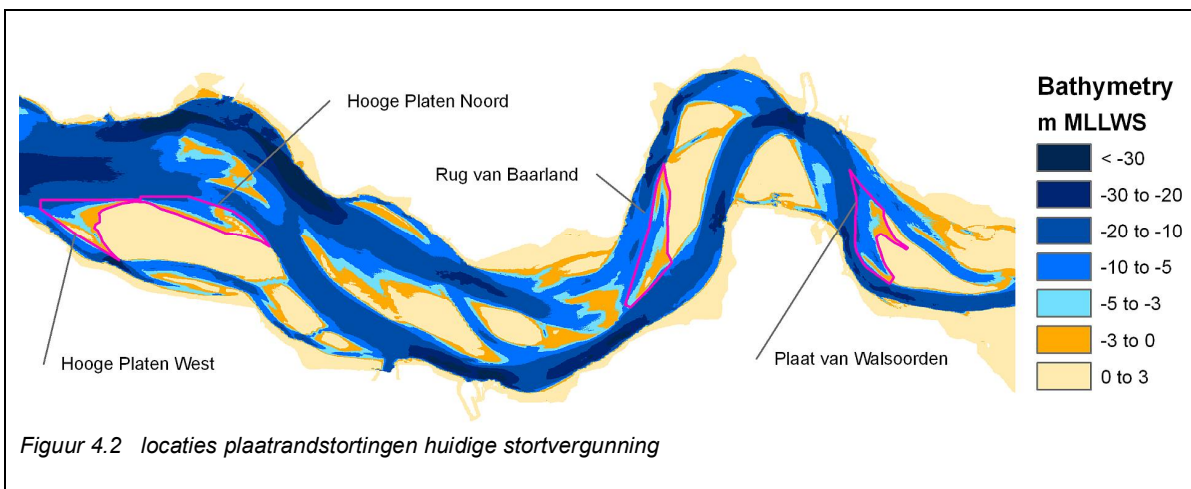 Hooge Platen Noord
Rug van Baarland
Hooge Platen West
Plaat van Walsoorden
Bathymetry
m MLLWS
< -30
-30 to -20
-20 to -10
-10 to -5
-5 to -3
-3 to 0
0 to 3
Figuur 4.2 locaties plaatrandstortingen huidige stortvergunning